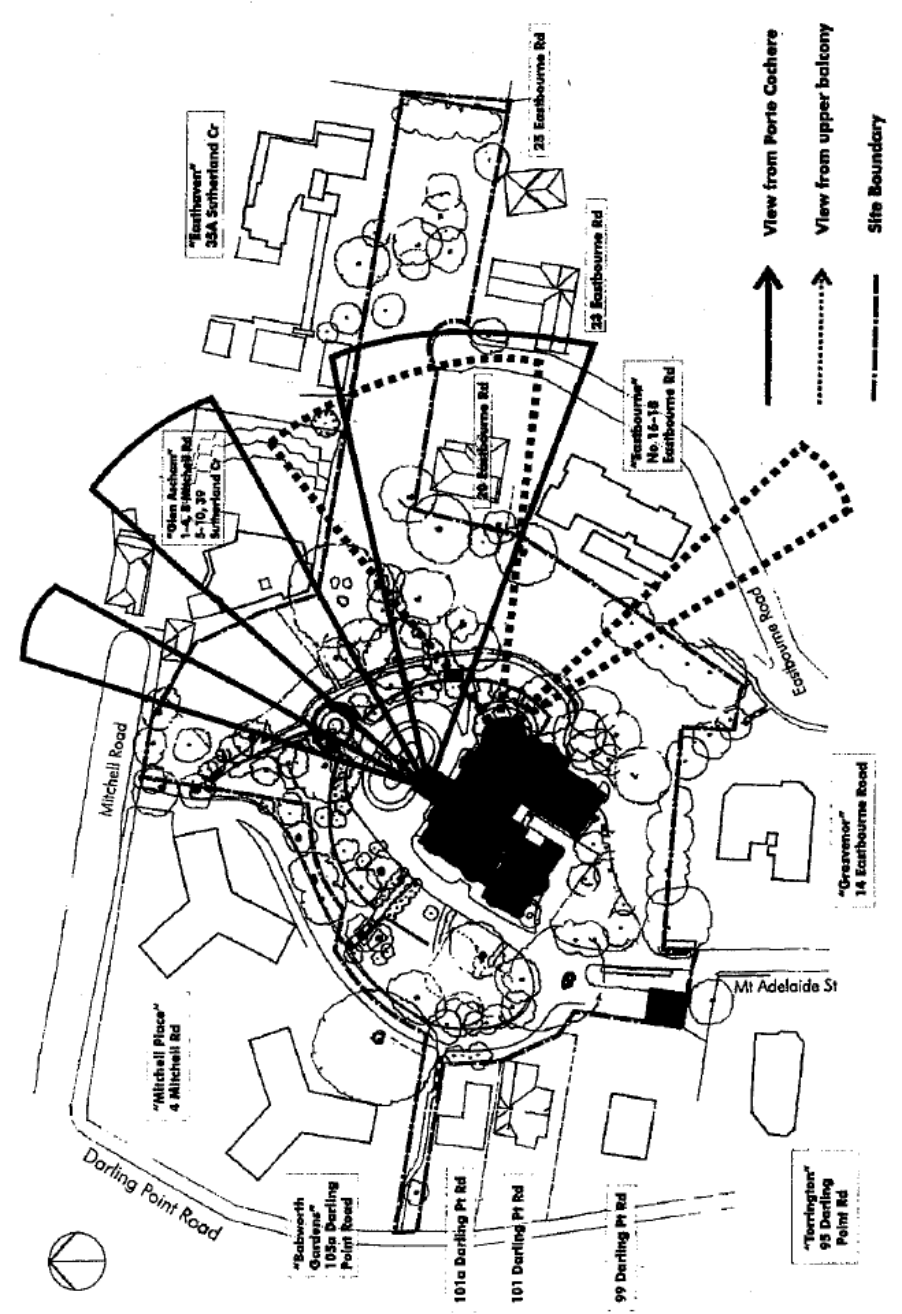 25 Eastbourne Rd
View from Porte Cochere
View from upper balcony
Site Boundary
"Easthaven"
35A Sutherland Cr
23 Eastbourne Rd
"Glen Ascham"
1-4, 8 Mitchell Rd
5-10, 39
Sutherland Cr
20 Eastbourne Rd
"Eastbourne"
No. 16-18
Eastbourne Rd
Eastbourne Road
Mitchell Road
"Grosvenor"
14 Eastbourne Road
Mt Adelaide St
"Mitchell Place"
4 Mitchell Rd
Darling Point Road
"Babworth
Gardens"
105a Darling
Point Road
101a Darling Pt Rd
101 Darling Pt Rd
99 Darling Pt Rd
"Torrington"
95 Darling
Point Rd